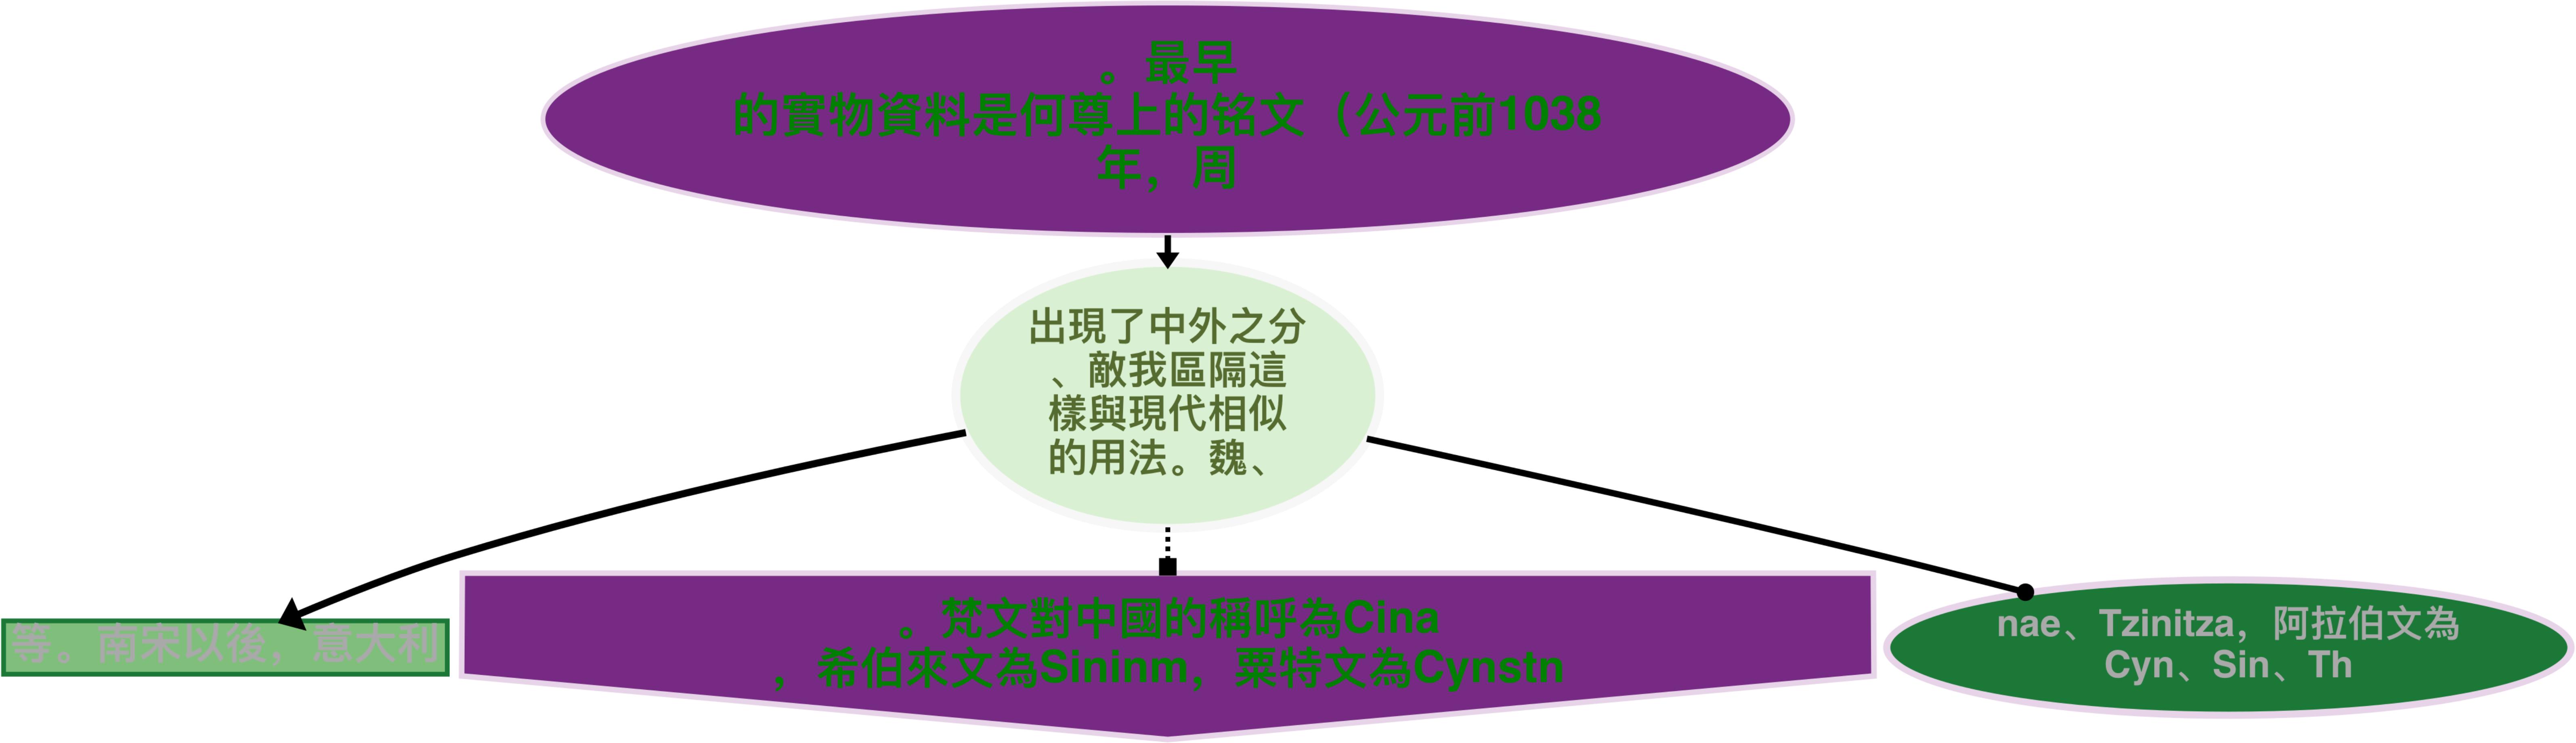 。最早
的實物資料是何尊上的铭文（公元前1038
年，周
出現了中外之分
、敵我區隔這
樣與現代相似
的用法。魏、
等。南宋以後，意大利
。梵文對中國的稱呼為Cina
，希伯來文為Sininm，粟特文為Cynstn
nae、Tzinitza，阿拉伯文為
Cyn、Sin、Th